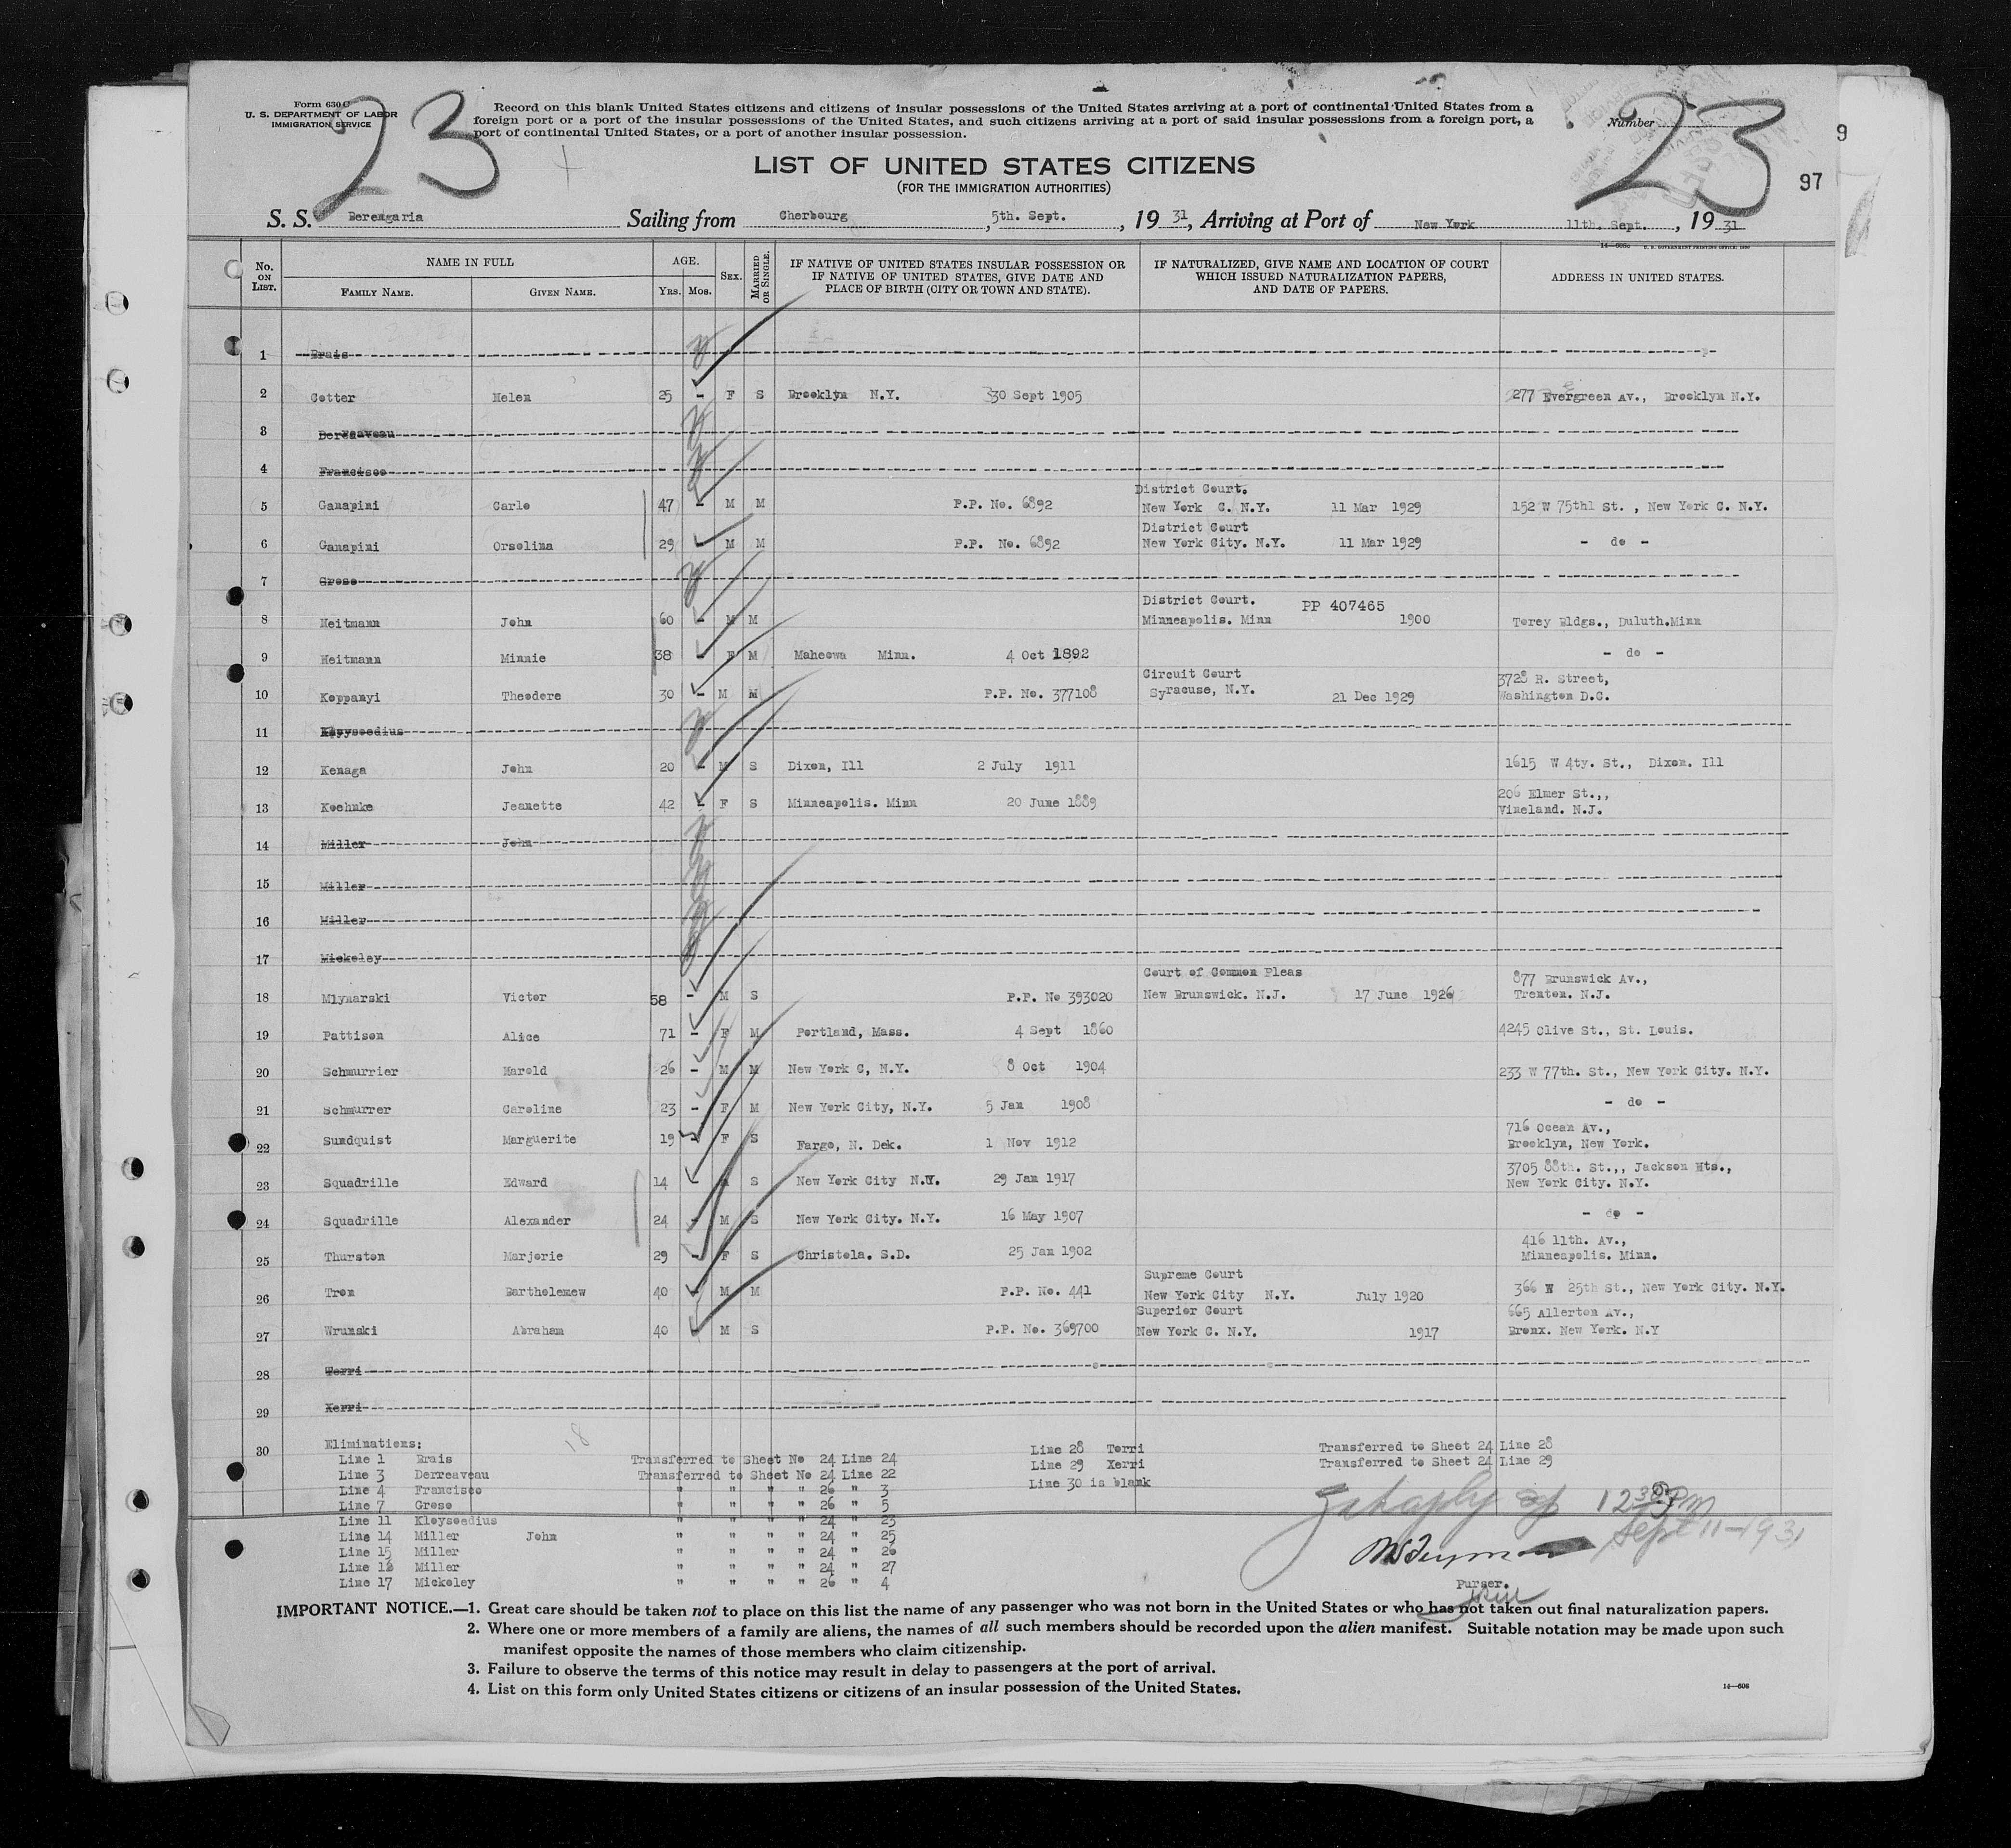 Form 630 C
U. S. DEPARTMENT OF LABOR
IMMIGRATION SERVICE
23
Record on this blank United States citizens and citizens of insular possessions of the United States arriving at a port of continental United States from a
foreign port or a port of the insular possessions of the United States, and such citizens arriving at a port of said insular possessions from a foreign port, a
port of continental United States, or a port of another insular possession.
Number
23
9
97
LIST OF UNITED STATES CITIZENS
(FOR THE IMMIGRATION AUTHORITIES)
S. S. Berengaria Sailing from Cherbourg, 5th. Sept., 19 31, Arriving at Port of New York 11th. Sept., 19 31
No. ON LIST. NAME IN FULL FAMILY NAME. GIVEN NAME. AGE. YRS. MOS. SEX. MARRIED OR SINGLE. IF NATIVE OF UNITED STATES INSULAR POSSESSION OR IF NATIVE OF UNITED STATES, GIVE DATE AND PLACE OF BIRTH (CITY OR TOWN AND STATE). IF NATURALIZED, GIVE NAME AND LOCATION OF COURT WHICH ISSUED NATURALIZATION PAPERS, AND DATE OF PAPERS. ADDRESS IN UNITED STATES.
1 Brais
2 Cotter Helen 25 - F S Brooklyn N.Y. 30 Sept 1905 277 Evergreen Av., Brooklyn N.Y.
3 Derreaveau
4 Francisco
5 Ganapini Carlo 47 - M M P.P. No. 6892 District Court. New York C. N.Y. 11 Mar 1929 152 W 75th1 St. , New York C. N.Y.
6 Ganapini Orsolina 29 - M M P.P. No. 6892 District Court New York City. N.Y. 11 Mar 1929 - do -
7 Grose
8 Heitmann John 60 - M M District Court. PP 407465 Minneapolis. Minn 1900 Torey Bldgs., Duluth.Minn
9 Heitmann Minnie 38 - F M Mahoowa Minn. 4 Oct 1892 - do -
10 Koppanyi Theodore 30 - M M P.P. No. 377108 Circuit Court Syracuse, N.Y. 21 Dec 1929 3728 R. Street, Washington D.C.
11 Kloysoedius
12 Kenaga John 20 - M S Dixon, Ill 2 July 1911 1615 W 4ty. St., Dixon. Ill
13 Koehnke Jeanette 42 - F S Minneapolis. Minn 20 June 1889 206 Elmer St.,, Vineland. N.J.
14 Miller John
15 Miller
16 Miller
17 Mickeley
18 Mlynarski Victor 58 - M S P.P. No 393020 Court of Common Pleas New Brunswick. N.J. 17 June 1926 877 Brunswick Av., Trenton. N.J.
19 Pattison Alice 71 - F M Portland, Mass. 4 Sept 1860 4245 Olive St., St. Louis.
20 Schmurrier Harold 26 - M M New York C, N.Y. 8 Oct 1904 233 W 77th. St., New York City. N.Y.
21 Schmurrer Caroline 23 - F M New York City, N.Y. 5 Jan 1908 - do -
22 Sundquist Marguerite 19 - F S Fargo, N. Dek. 1 Nov 1912 716 Ocean Av., Brooklyn, New York.
23 Squadrille Edward 14 - M S New York City N.Y. 29 Jan 1917 3705 88th. St.,, Jackson Hts., New York City. N.Y.
24 Squadrille Alexander 24 - M S New York City. N.Y. 16 May 1907 - do -
25 Thurston Marjorie 29 - F S Christola. S.D. 25 Jan 1902 416 11th. Av., Minneapolis. Minn.
26 Tron Bartholomew 40 - M M P.P. No. 441 Supreme Court New York City N.Y. July 1920 366 W 25th St., New York City. N.Y.
27 Wrunski Abraham 40 - M S P.P. No. 369700 Superior Court New York C. N.Y. 1917 665 Allerton Av., Bronx. New York. N.Y
28 Terri
29 Xerri
30
18
Eliminations;
Line 1 Brais Transferred to Sheet No 24 Line 24
Line 3 Derreaveau Transferred to Sheet No 24 Line 22
Line 4 Francisco " " " " 26 " 3
Line 7 Grose " " " " 26 " 5
Line 11 Kloysoedius " " " " 24 " 23
Line 14 Miller John " " " " 24 " 25
Line 15 Miller " " " " 24 " 26
Line 16 Miller " " " " 24 " 27
Line 17 Mickeley " " " " 26 " 4
Line 28 Torri Transferred to Sheet 24 Line 28
Line 29 Xerri Transferred to Sheet 24 Line 29
Line 30 is blank
12 30 PM
Sept 11-1931
Purser.
IMPORTANT NOTICE.—1. Great care should be taken not to place on this list the name of any passenger who was not born in the United States or who has not taken out final naturalization papers.
2. Where one or more members of a family are aliens, the names of all such members should be recorded upon the alien manifest. Suitable notation may be made upon such
manifest opposite the names of those members who claim citizenship.
3. Failure to observe the terms of this notice may result in delay to passengers at the port of arrival.
4. List on this form only United States citizens or citizens of an insular possession of the United States.
14—608